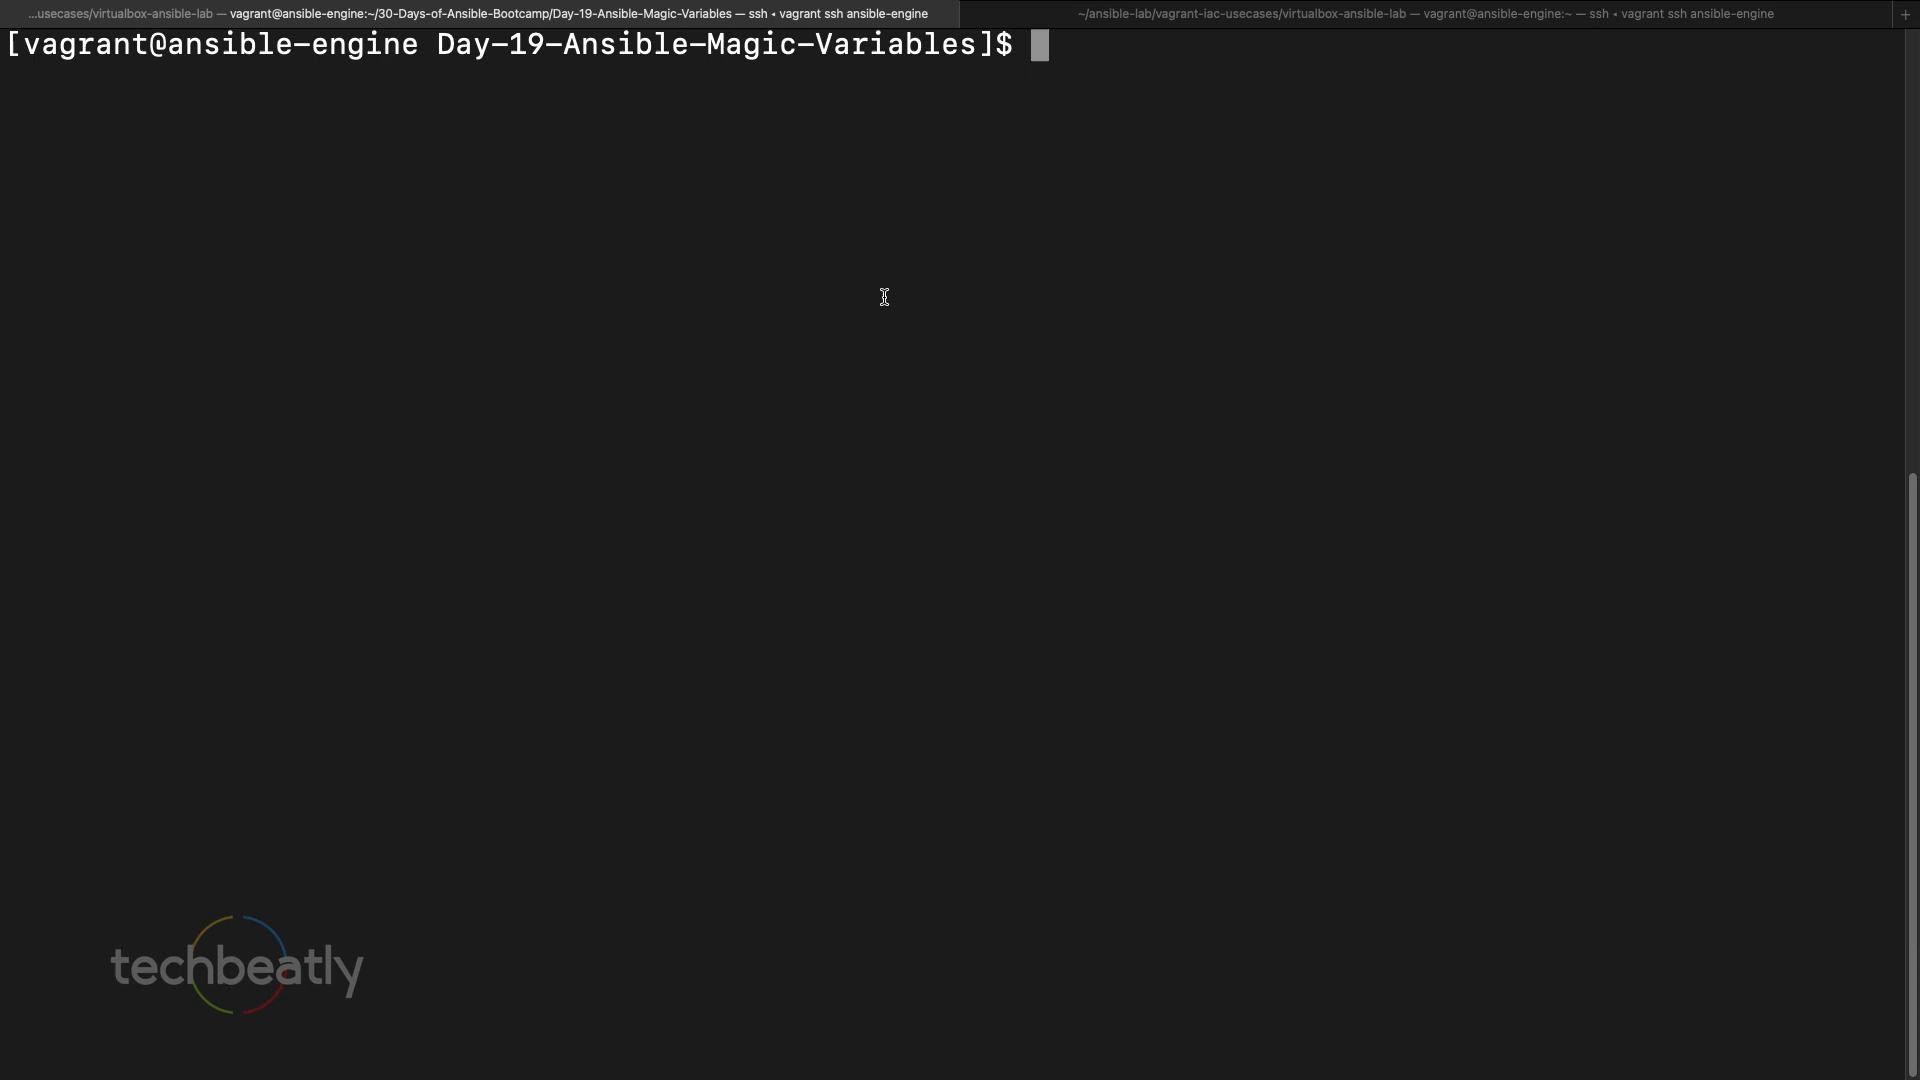 ...usecases/virtualbox-ansible-lab — vagrant@ansible-engine:~/30-Days-of-Ansible-Bootcamp/Day-19-Ansible-Magic-Variables — ssh ‹ vagrant ssh ansible-engine
~/ansible-lab/vagrant-iac-usecases/virtualbox-ansible-lab — vagrant@ansible-engine:~ — ssh ‹ vagrant ssh ansible-engine
+
[vagrant@ansible-engine Day-19-Ansible-Magic-Variables]$
techbeatly